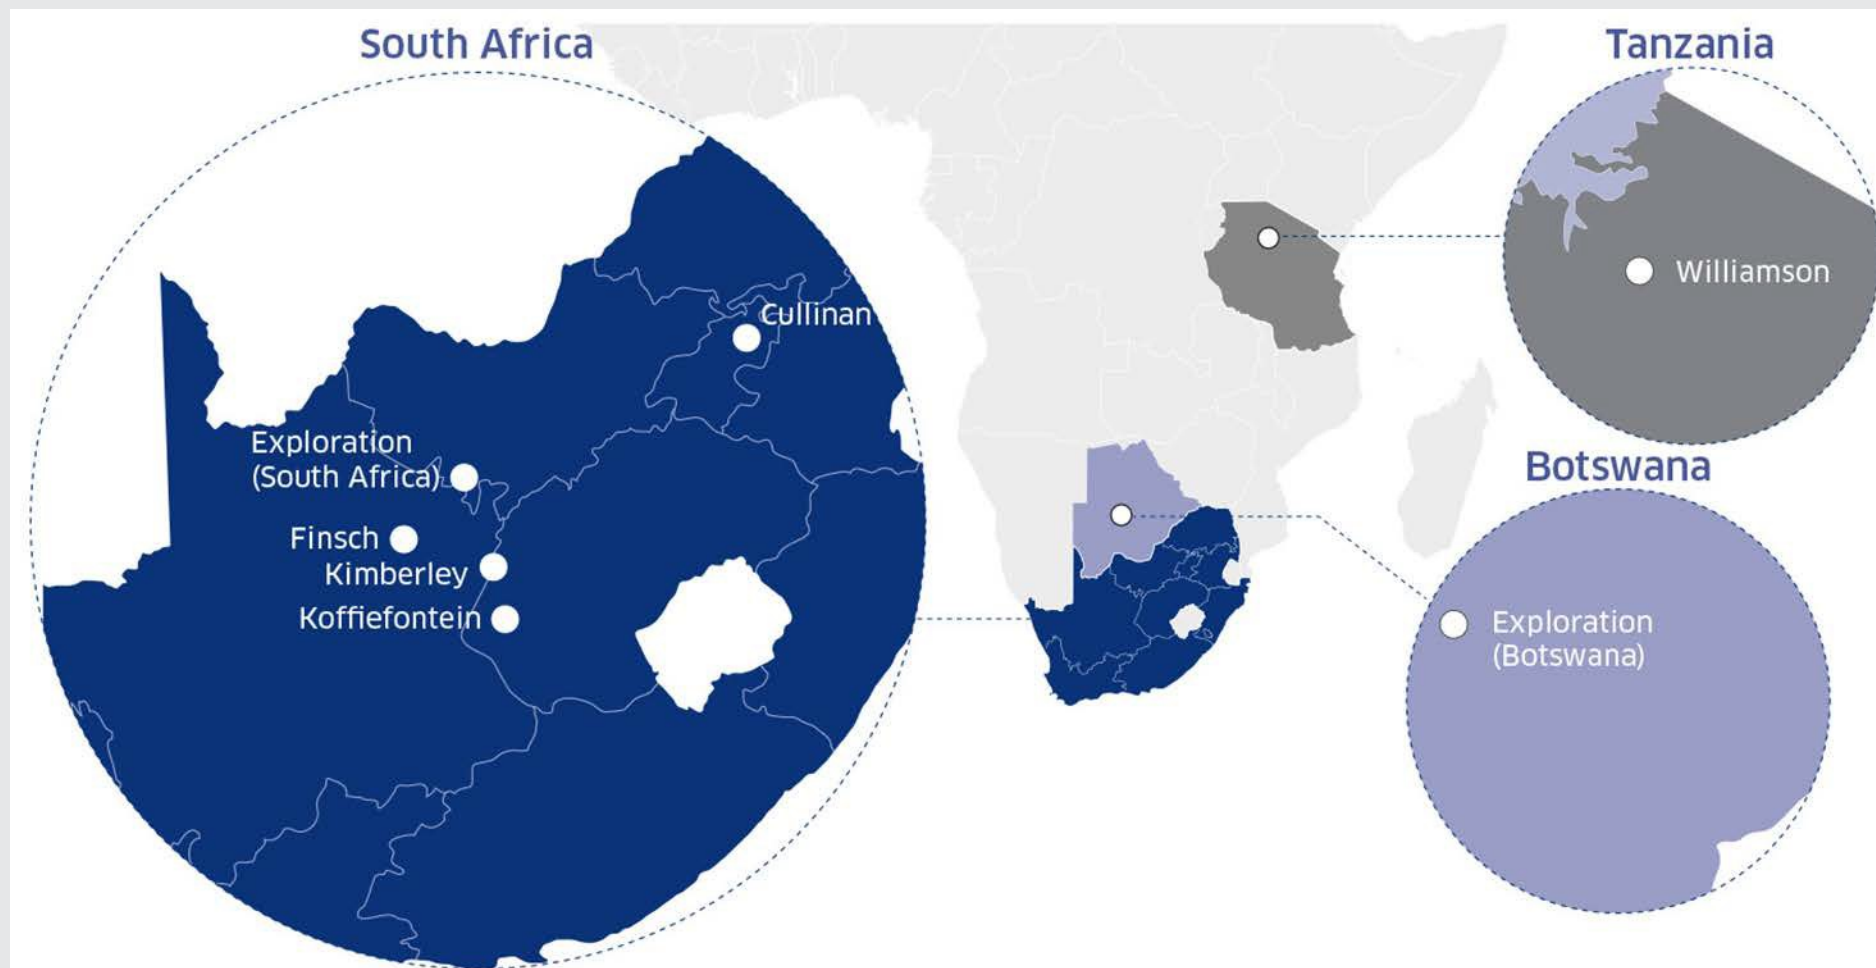 South Africa
Cullinan
Exploration
(South Africa)
Finsch
Kimberley
Koffiefontein
Tanzania
Williamson
Botswana
Exploration
(Botswana)